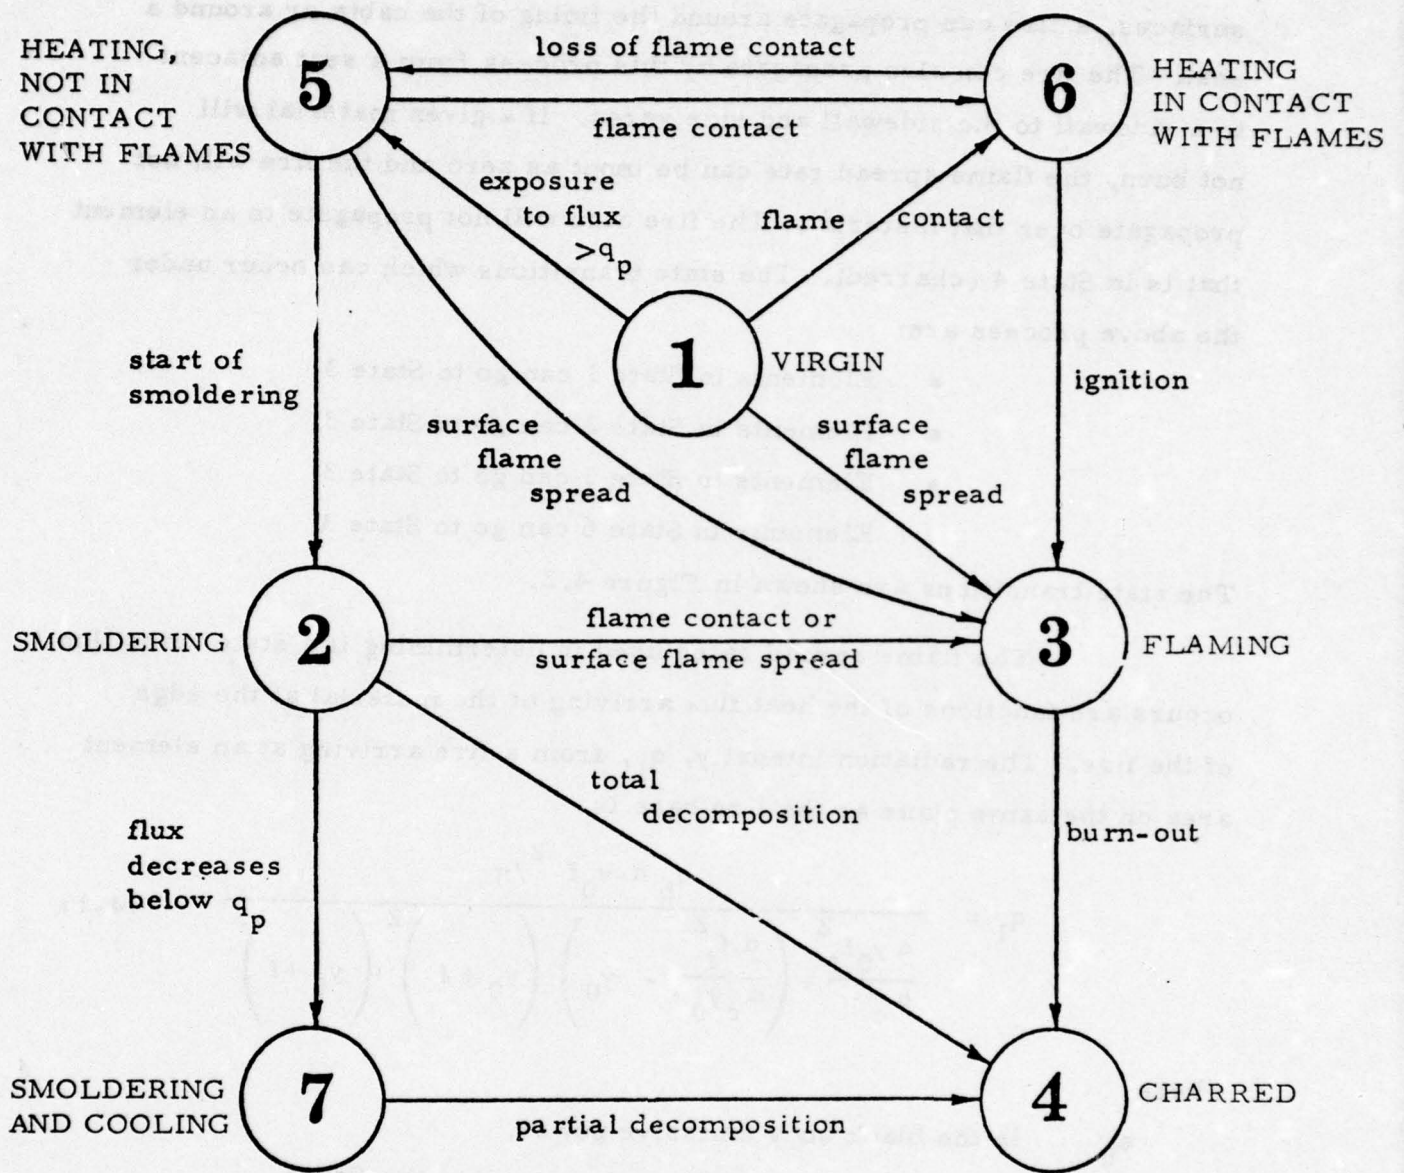 HEATING
NOT IN
CONTACT
WITH FLAMES
5
loss of flame contact
flame contact
6
HEATING
IN CONTACT
WITH FLAMES
exposure
to flux
>qp
flame contact
1
VIRGIN
start of
smoldering
surface
flame
spread
surface
flame
spread
ignition
SMOLDERING
2
flame contact or
surface flame spread
3
FLAMING
flux
decreases
below qp
total
decomposition
burn-out
SMOLDERING
AND COOLING
7
partial decomposition
4
CHARRED